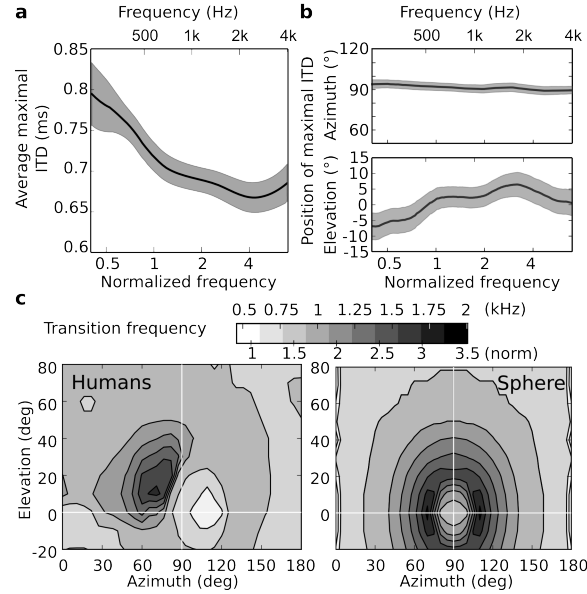 a
Frequency (Hz)
500 1k 2k 4k
0.85
0.8
0.75
0.7
0.65
0.6
Average maximal
ITD (ms)
0.5 1 2 4
Normalized frequency
b
Frequency (Hz)
500 1k 2k 4k
120
90
60
Position of maximal ITD
Azimuth (°)
15
10
5
0
-5
-10
-15
Elevation (°)
0.5 1 2 4
Normalized frequency
c
Transition frequency
0.5 0.75 1 1.25 1.5 1.75 2 (kHz)
1 1.5 2 2.5 3 3.5 (norm)
Humans
80
60
40
20
0
-20
Elevation (deg)
0 30 60 90 120 150 180
Azimuth (deg)
Sphere
80
60
40
20
0
0 30 60 90 120 150 180
Azimuth (deg)